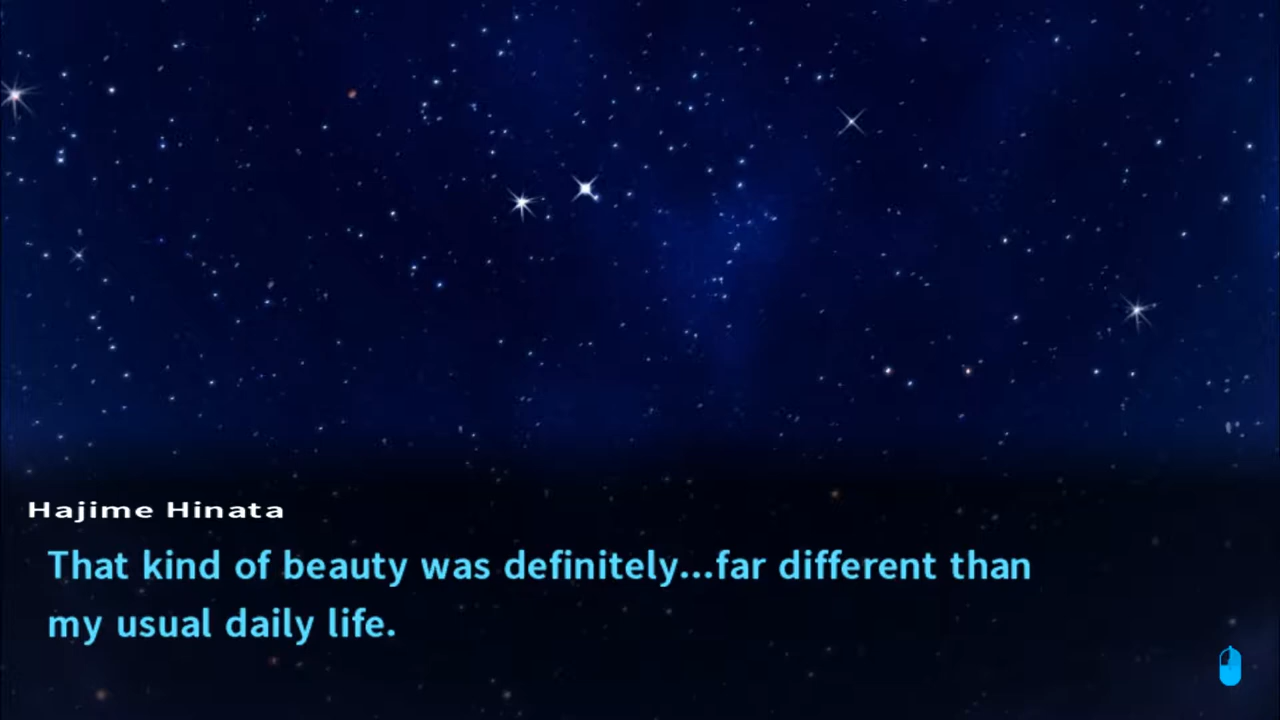 Hajime Hinata
That kind of beauty was definitely...far different than
my usual daily life.